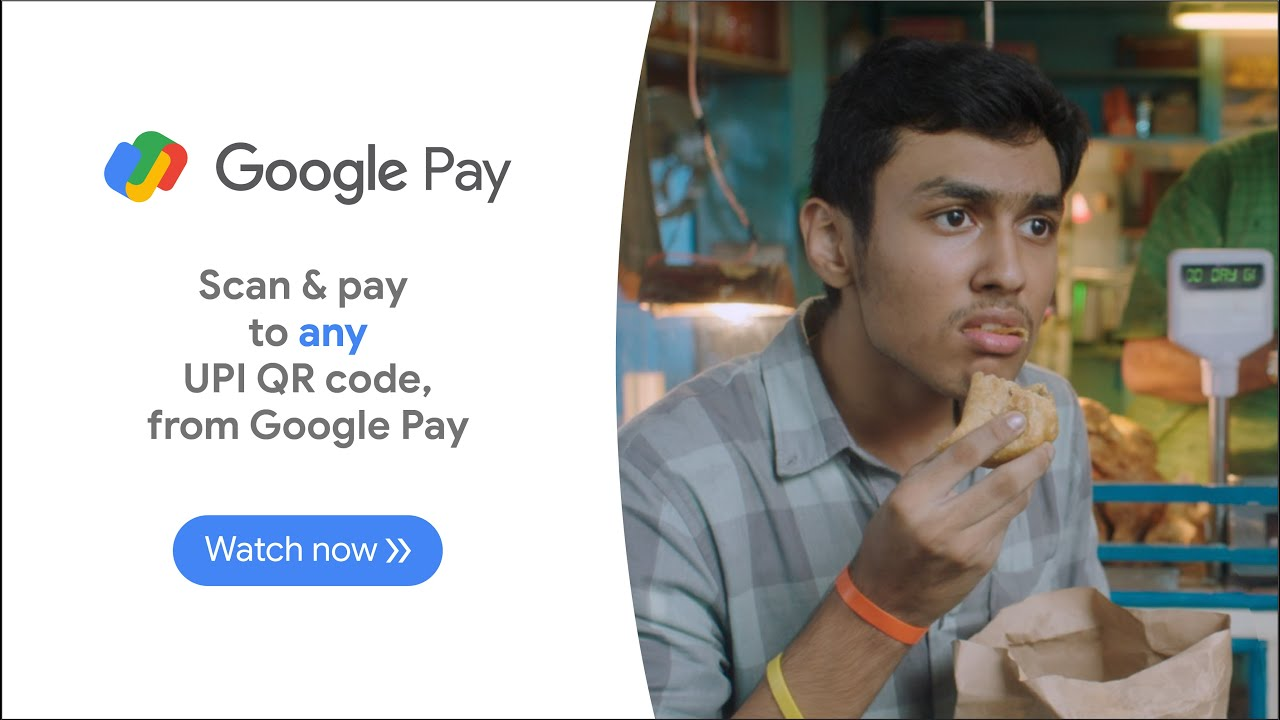 Google Pay
Scan & pay
to any
UPI QR code,
from Google Pay
Watch now